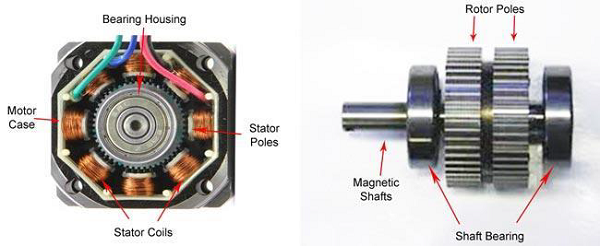 Bearing Housing
Motor
Case
Stator
Poles
Stator Coils
Rotor Poles
Magnetic
Shafts
Shaft Bearing